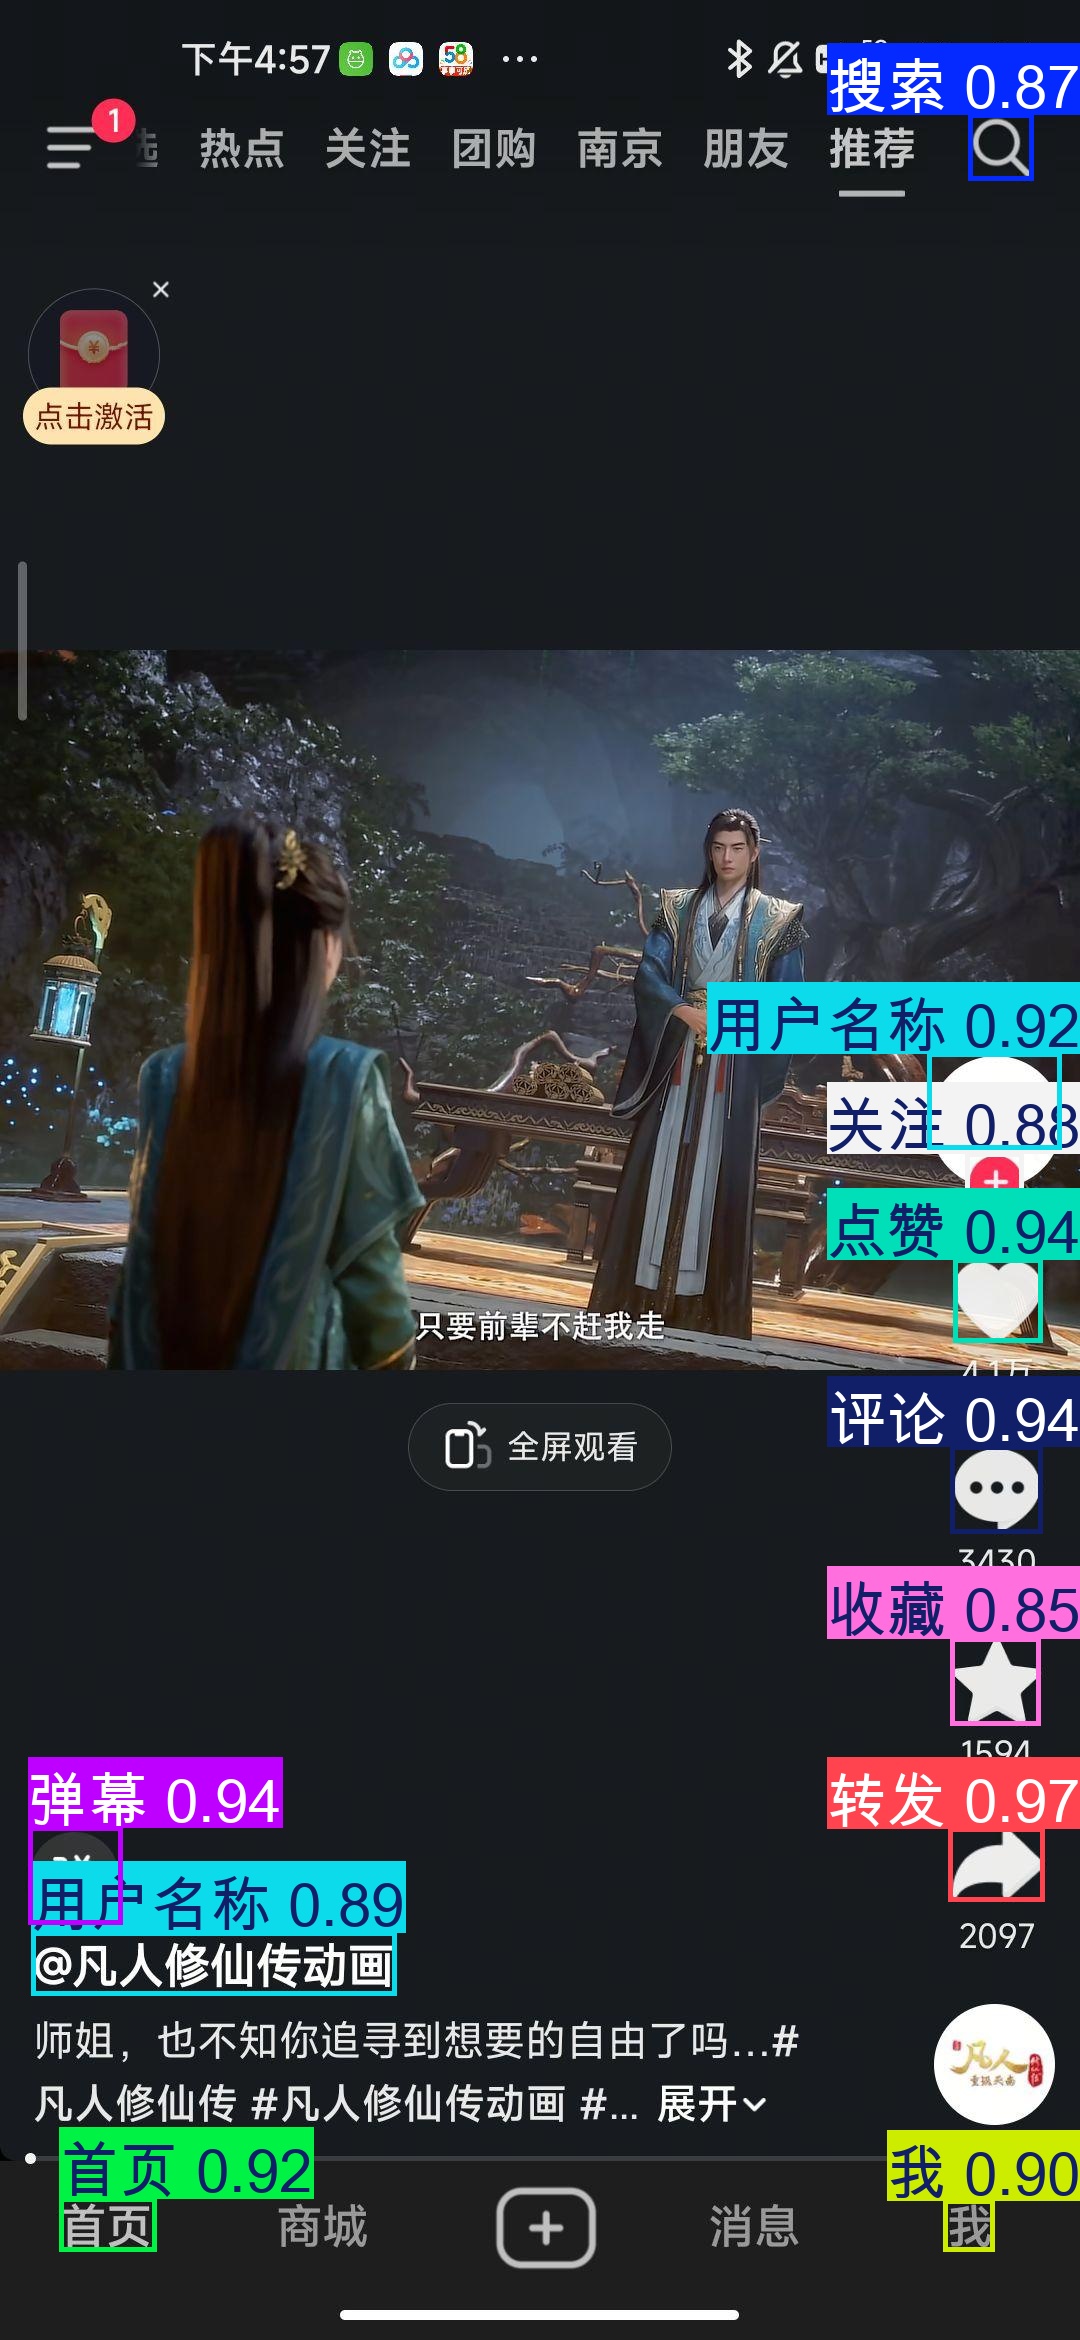 下午4:57
搜索 0.87
1
热点 关注 团购 南京 朋友 推荐
点击激活
用户名称 0.92
关注 0.88
点赞 0.94
只要前辈不赶我走
4.1万
全屏观看
评论 0.94
3430
收藏 0.85
1594
弹幕 0.94
转发 0.97
用户名称 0.89
2097
@凡人修仙传动画
师姐，也不知你追寻到想要的自由了吗...#
凡人修仙传 #凡人修仙传动画 #... 展开
凡人
首页 0.92
我 0.90
首页 商城 消息 我